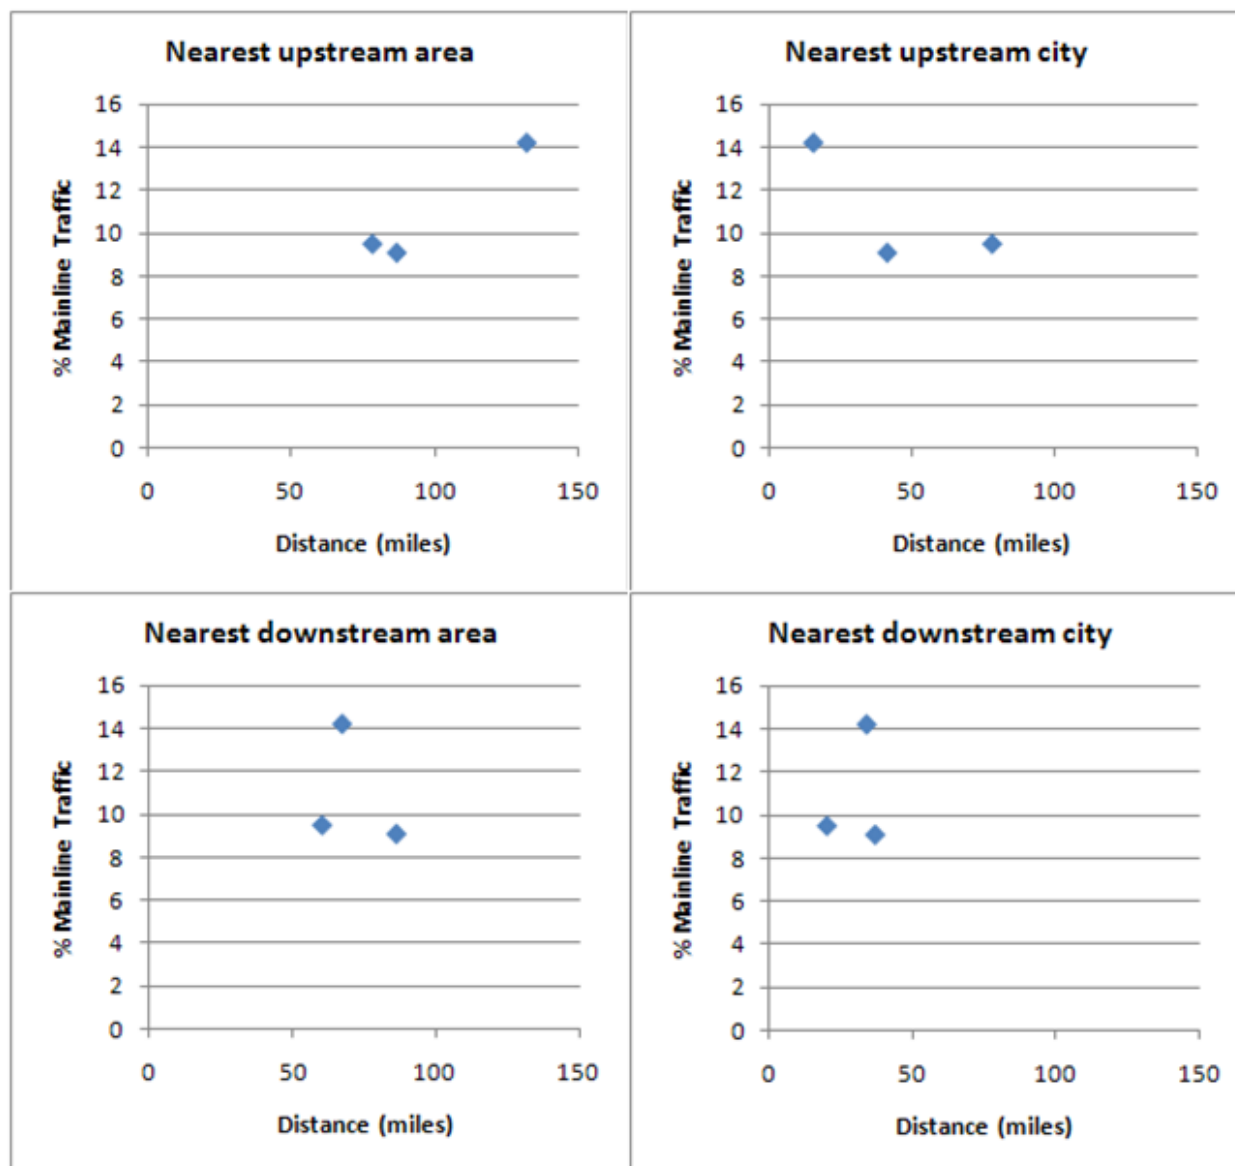 Nearest upstream area
16
14
12
10
8
6
4
2
0
% Mainline Traffic
0 50 100 150
Distance (miles)
Nearest upstream city
16
14
12
10
8
6
4
2
0
% Mainline Traffic
0 50 100 150
Distance (miles)
Nearest downstream area
16
14
12
10
8
6
4
2
0
% Mainline Traffic
0 50 100 150
Distance (miles)
Nearest downstream city
16
14
12
10
8
6
4
2
0
% Mainline Traffic
0 50 100 150
Distance (miles)